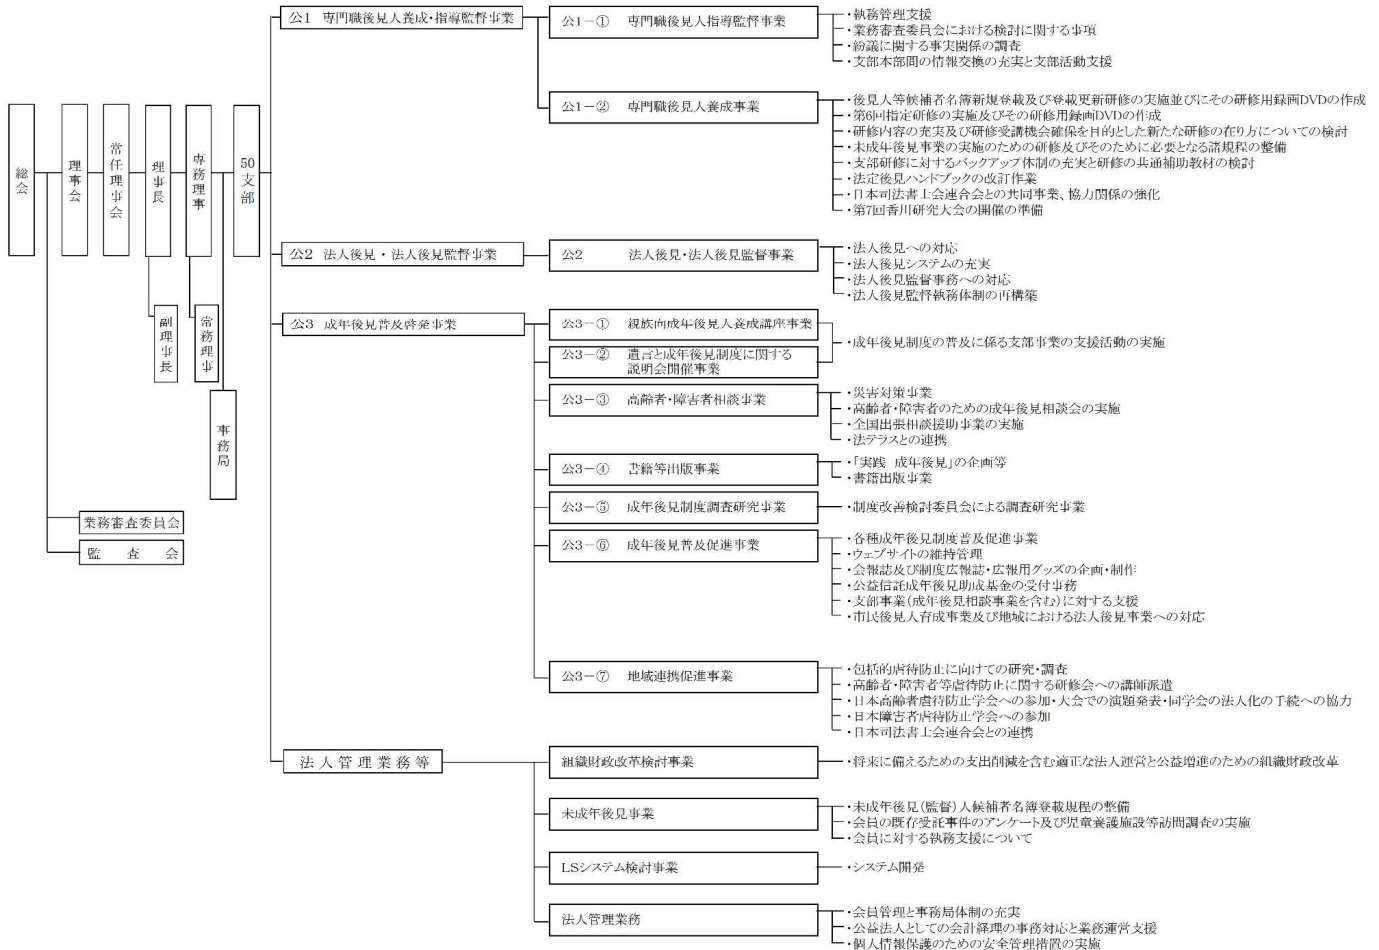 総会
理事会
常任理事会
理事長
専務理事
50支部
副理事長
常務理事
事務局
業務審査委員会
監査会
公1 専門職後見人養成・指導監督事業
公1-① 専門職後見人指導監督事業
・執務管理支援
・業務審査委員会における検討に関する事項
・紛議に関する事実関係の調査
・支部本部間の情報交換の充実と支部活動支援
公1-② 専門職後見人養成事業
・後見人等候補者名簿新規登載及び登載更新研修の実施並びにその研修用録画DVDの作成
・第6回指定研修の実施及びその研修用録画DVDの作成
・研修内容の充実及び研修受講機会確保を目的とした新たな研修の在り方についての検討
・未成年後見事業の実施のための研修及びそのために必要となる諸規程の整備
・支部研修に対するバックアップ体制の充実と研修の共通補助教材の検討
・法定後見ハンドブックの改訂作業
・日本司法書士会連合会との共同事業、協力関係の強化
・第7回香川研究大会の開催の準備
公2 法人後見・法人後見監督事業
公2 法人後見・法人後見監督事業
・法人後見への対応
・法人後見システムの充実
・法人後見監督事務への対応
・法人後見監督執務体制の再構築
公3 成年後見普及啓発事業
公3-① 親族向成年後見人養成講座事業
公3-② 遺言と成年後見制度に関する
説明会開催事業
・成年後見制度の普及に係る支部事業の支援活動の実施
公3-③ 高齢者・障害者相談事業
・災害対策事業
・高齢者・障害者のための成年後見相談会の実施
・全国出張相談援助事業の実施
・法テラスとの連携
公3-④ 書籍等出版事業
・「実践 成年後見」の企画等
・書籍出版事業
公3-⑤ 成年後見制度調査研究事業
・制度改善検討委員会による調査研究事業
公3-⑥ 成年後見普及促進事業
・各種成年後見制度普及促進事業
・ウェブサイトの維持管理
・会報誌及び制度広報誌・広報用グッズの企画・制作
・公益信託成年後見助成基金の受付事務
・支部事業(成年後見相談事業を含む)に対する支援
・市民後見人育成事業及び地域における法人後見事業への対応
公3-⑦ 地域連携促進事業
・包括的虐待防止に向けての研究・調査
・高齢者・障害者等虐待防止に関する研修会への講師派遣
・日本高齢者虐待防止学会への参加・大会での演題発表・同学会の法人化の手続への協力
・日本障害者虐待防止学会への参加
・日本司法書士会連合会との連携
法人管理業務等
組織財政改革検討事業
・将来に備えるための支出削減を含む適正な法人運営と公益増進のための組織財政改革
未成年後見事業
・未成年後見(監督)人候補者名簿登載規程の整備
・会員の既存受託事件のアンケート及び児童養護施設等訪問調査の実施
・会員に対する執務支援について
LSシステム検討事業
・システム開発
法人管理業務
・会員管理と事務局体制の充実
・公益法人としての会計経理の事務対応と業務運営支援
・個人情報保護のための安全管理措置の実施